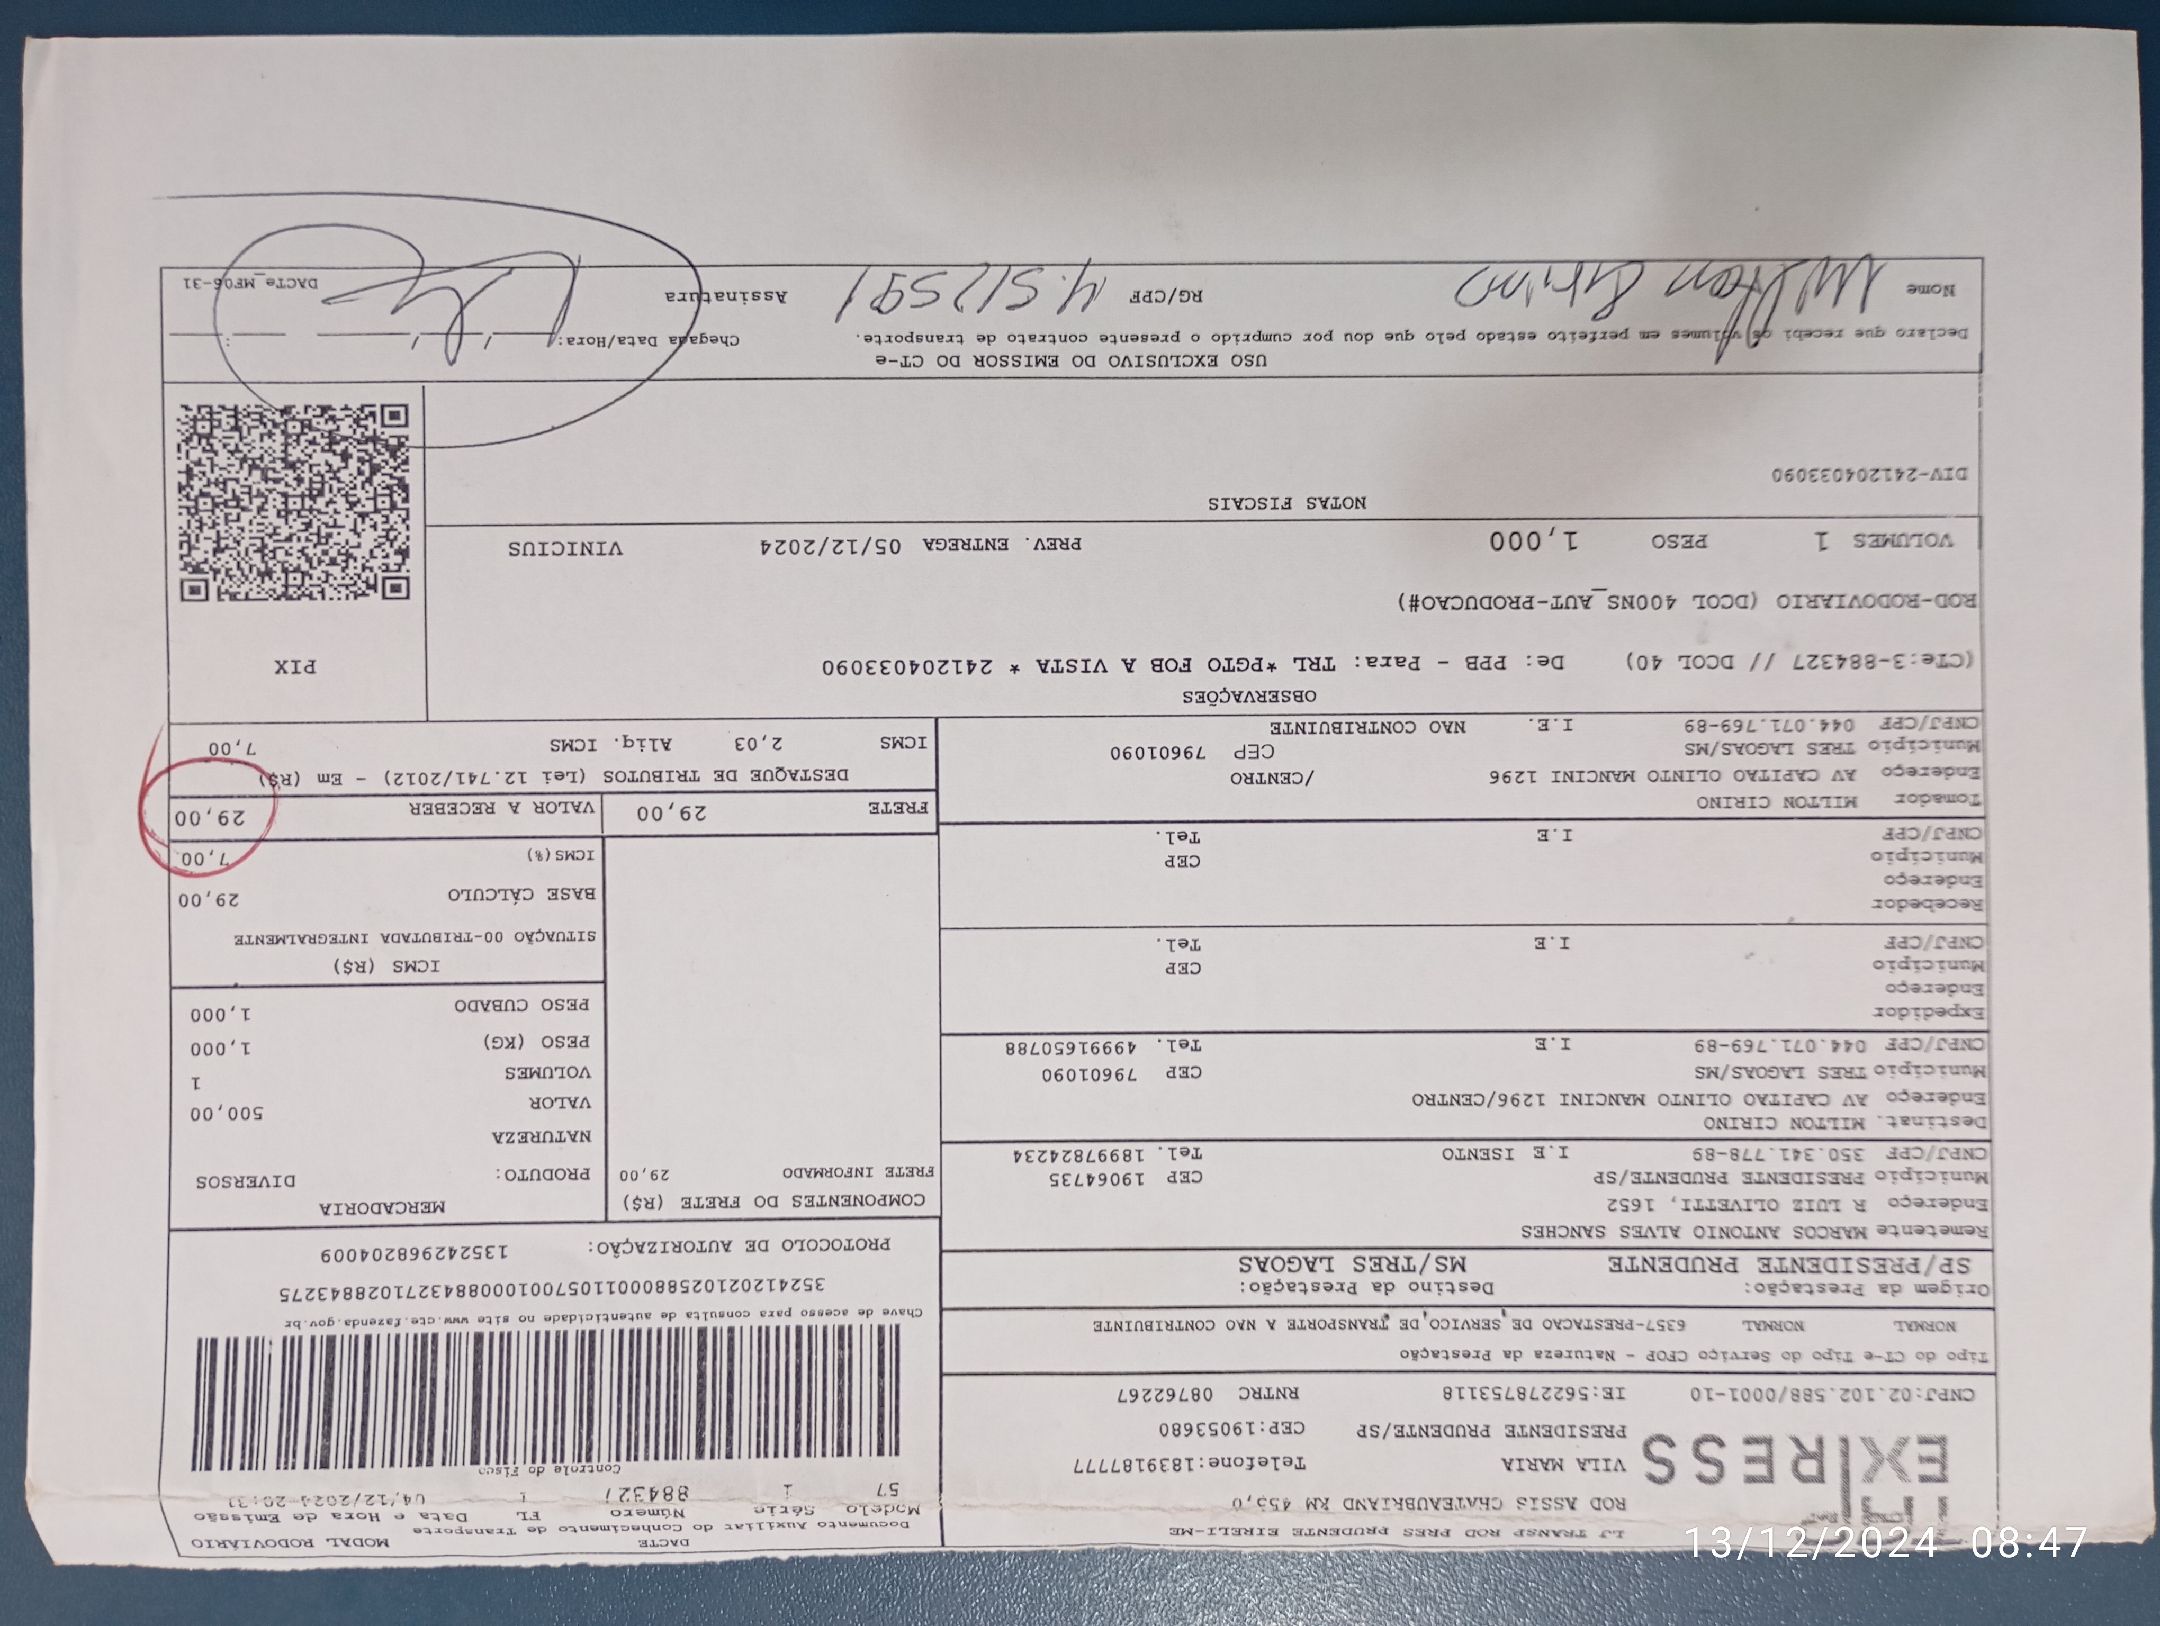 LJ TRANSP ROD PRES PRUDENTE EIRELI-ME
ROD ASSIS CHATEAUBRIAND KM 455,0
EXPRESS
VILA MARIA Telefone:1839187777
PRESIDENTE PRUDENTE/SP CEP:19053680
CNPJ:02.102.588/0001-10 IE:562278753118 RNTRC 08762267
Tipo do CT-e Tipo do Serviço CFOP - Natureza da Prestação
NORMAL NORMAL 6357-PRESTACAO DE SERVICO DE TRANSPORTE A NAO CONTRIBUINTE
Origem da Prestação: Destino da Prestação:
SP/PRESIDENTE PRUDENTE MS/TRES LAGOAS
Remetente MARCOS ANTONIO ALVES SANCHES
Endereço R LUIZ OLIVETTI, 1652
Município PRESIDENTE PRUDENTE/SP CEP 19064735
CNPJ/CPF 350.341.778-89 I.E ISENTO Tel. 18997824234
Destinat. MILTON CIRINO
Endereço AV CAPITAO OLINTO MANCINI 1296/CENTRO
Município TRES LAGOAS/MS CEP 79601090
CNPJ/CPF 044.071.769-89 I.E Tel. 49991650788
Expedidor
Endereço
Município CEP
CNPJ/CPF I.E Tel.
Recebedor
Endereço
Município CEP
CNPJ/CPF I.E Tel.
Tomador MILTON CIRINO
Endereço AV CAPITAO OLINTO MANCINI 1296 /CENTRO
Município TRES LAGOAS/MS CEP 79601090
CNPJ/CPF 044.071.769-89 I.E. NAO CONTRIBUINTE
DACTE MODAL RODOVIÁRIO
Documento Auxiliar do Conhecimento de Transporte
Modelo Série Número FL Data e Hora de Emissão
57 1 884327 1 04/12/2024-20:31
Controle do Fisco
Chave de acesso para consulta de autenticidade no site www.cte.fazenda.gov.br
35241202102588000110570010008843271028843275
PROTOCOLO DE AUTORIZAÇÃO: 135242968204009
COMPONENTES DO FRETE (R$)
FRETE INFORMADO 29,00
MERCADORIA
PRODUTO: DIVERSOS
NATUREZA
VALOR 500,00
VOLUMES 1
PESO (KG) 1,000
PESO CUBADO 1,000
ICMS (R$)
SITUAÇÃO 00-TRIBUTADA INTEGRALMENTE
BASE CÁLCULO 29,00
ICMS(%) 7,00
FRETE 29,00 VALOR A RECEBER 29,00
DESTAQUE DE TRIBUTOS (Lei 12.741/2012) - Em (R$)
ICMS 2,03 Aliq. ICMS 7,00
OBSERVAÇÕES
(CTe:3-884327 // DCOL 40) De: PPB - Para: TRL *PGTO FOB A VISTA * 241204033090
ROD-RODOVIARIO (DCOL 400NS_AUT-PRODUCAO#)
PIX
VOLUMES 1 PESO 1,000 PREV. ENTREGA 05/12/2024 VINICIUS
NOTAS FISCAIS
DIV-241204033090
USO EXCLUSIVO DO EMISSOR DO CT-e
Declaro que recebi os volumes em perfeito estado pelo que dou por cumprido o presente contrato de transporte. Chegada Data/Hora: / / :
Nome Milton Cirino RG/CPF 4.512591 Assinatura
DACTe_MF06-31
13/12/2024 08:47